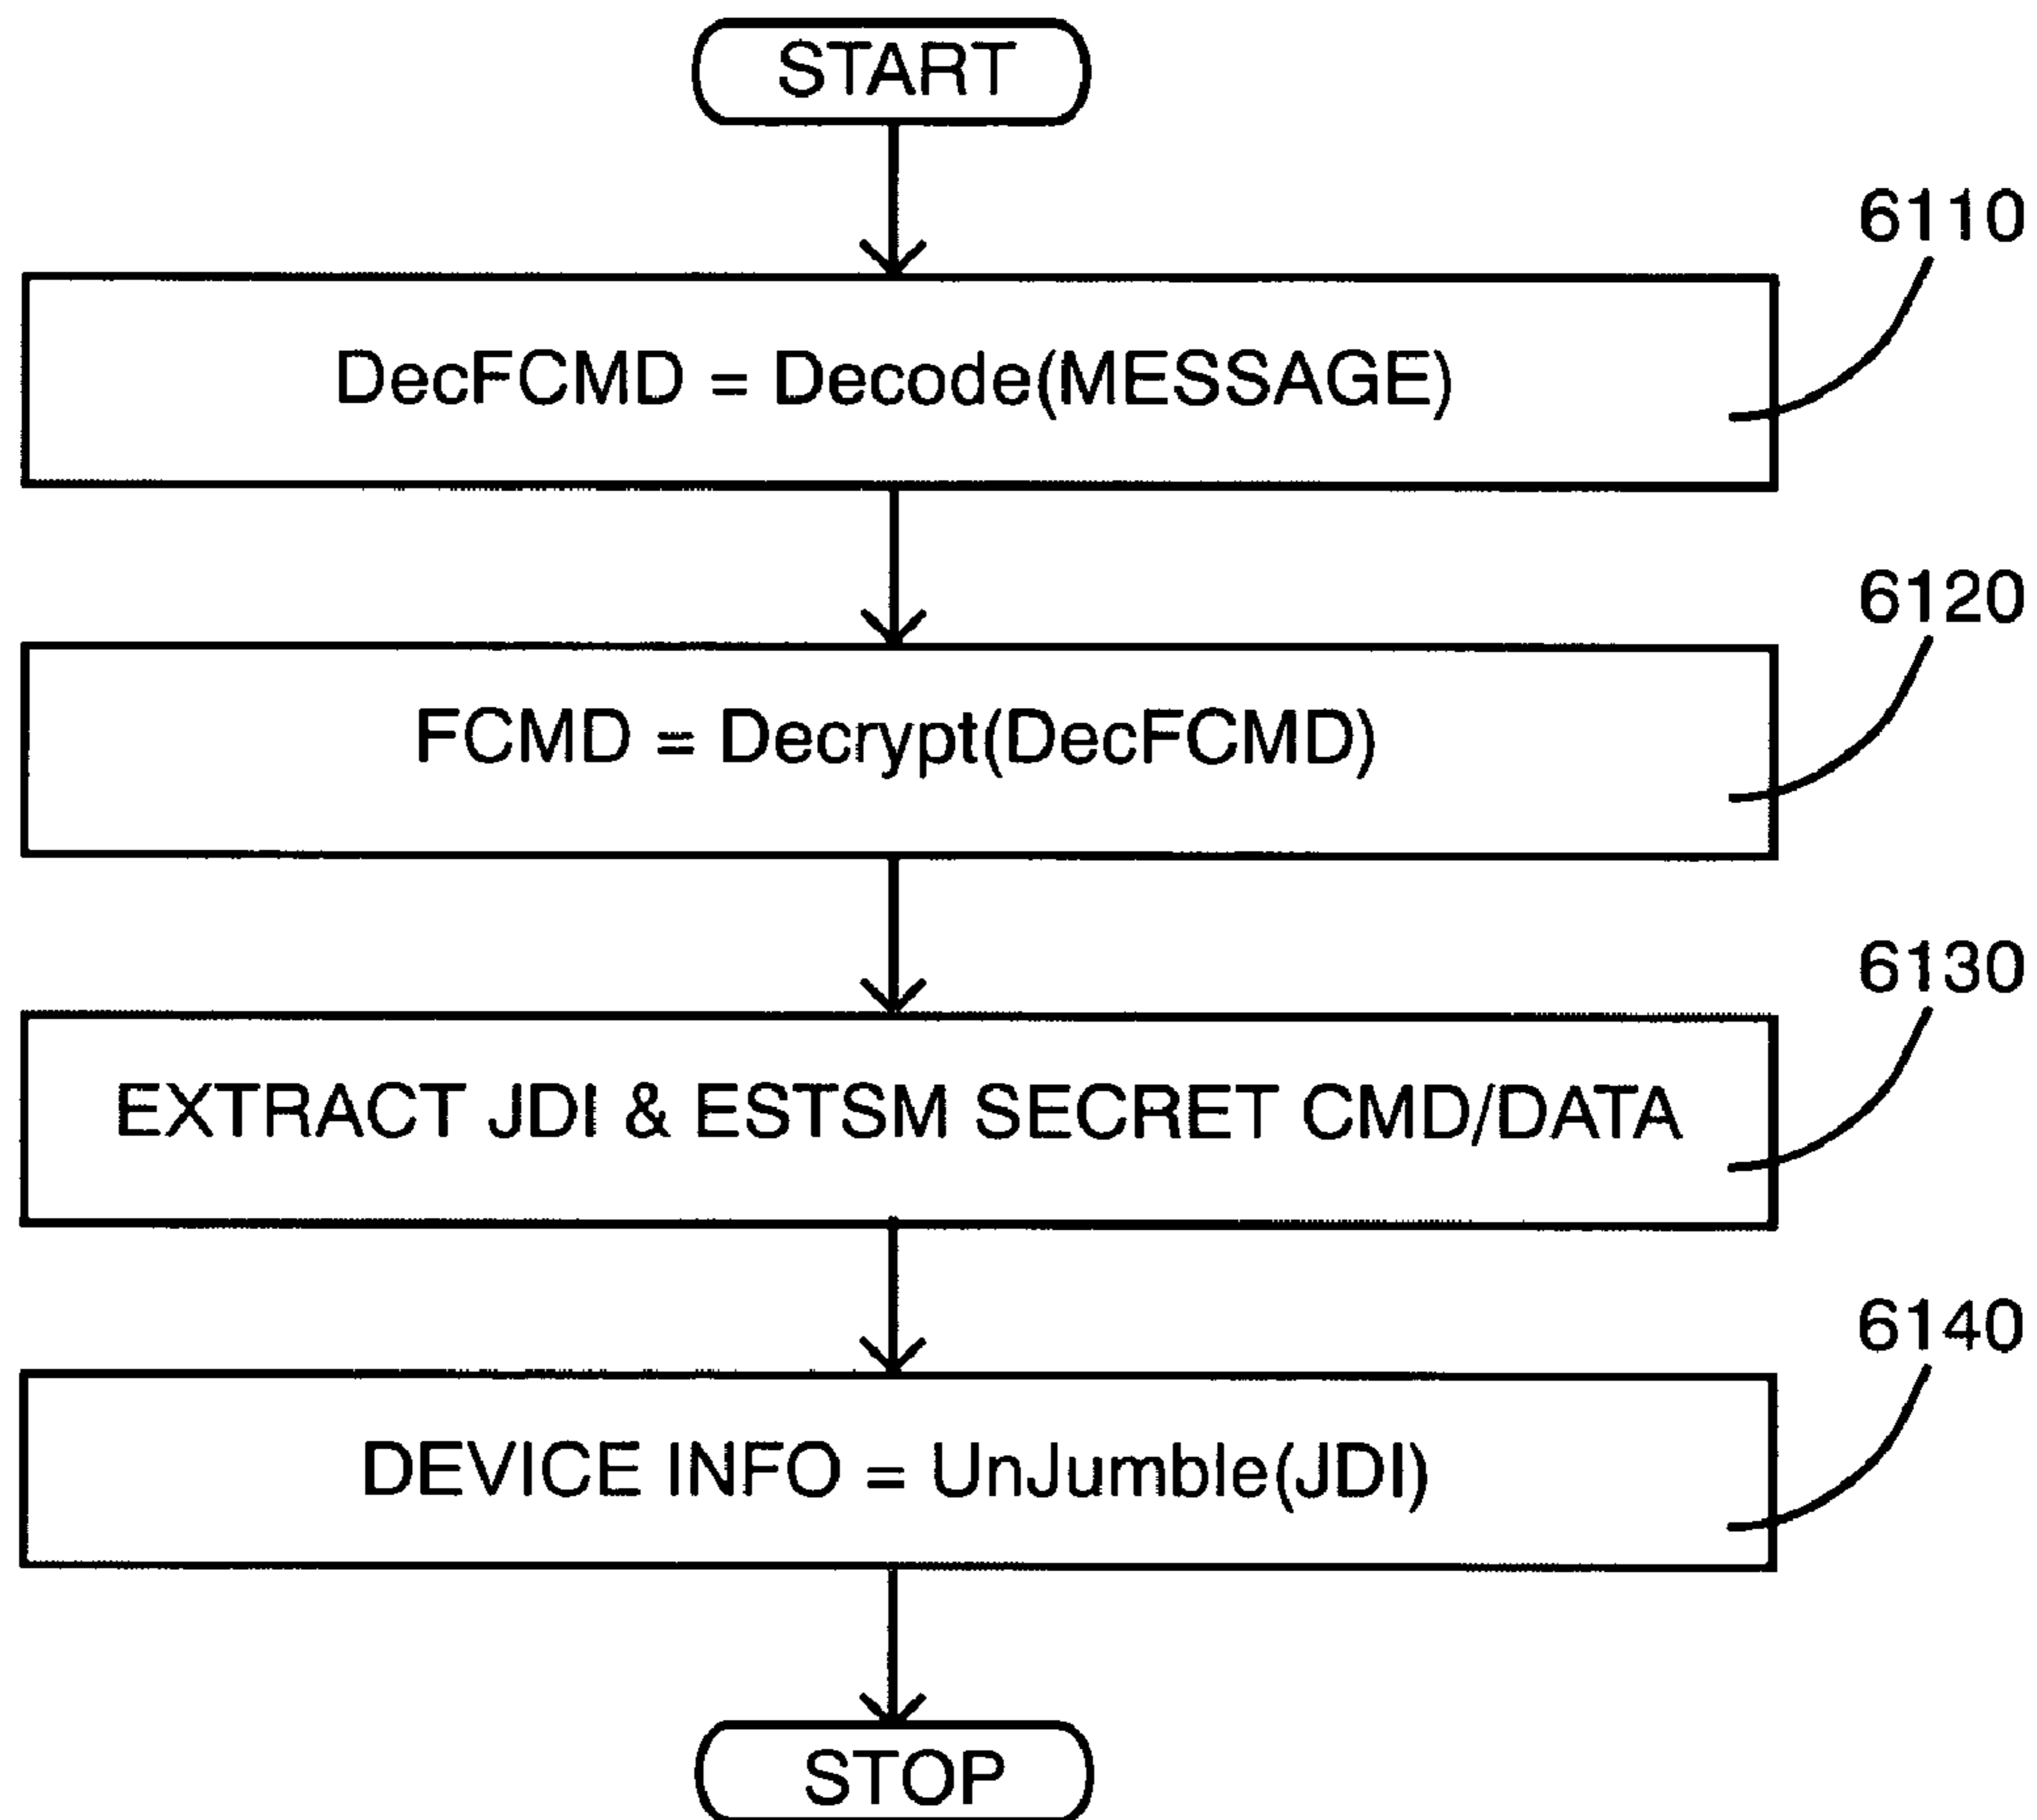 START
6110
DecFCMD = Decode(MESSAGE)
6120
FCMD = Decrypt(DecFCMD)
6130
EXTRACT JDI & ESTSM SECRET CMD/DATA
6140
DEVICE INFO = UnJumble(JDI)
STOP